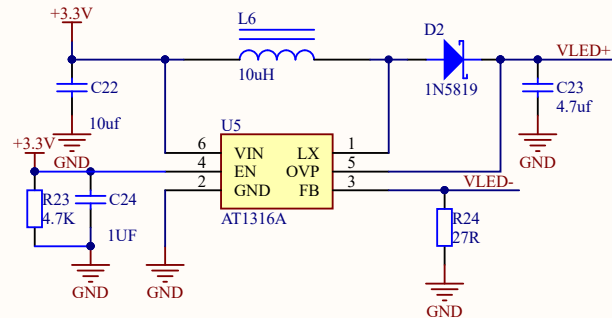 +3.3V
L6
10uH
D2
1N5819
VLED+
C22
10uf
GND
C23
4.7uf
GND
+3.3V
U5
6 VIN LX 1
4 EN OVP 5
2 GND FB 3
AT1316A
VLED-
R23
4.7K
C24
1UF
R24
27R
GND
GND
GND